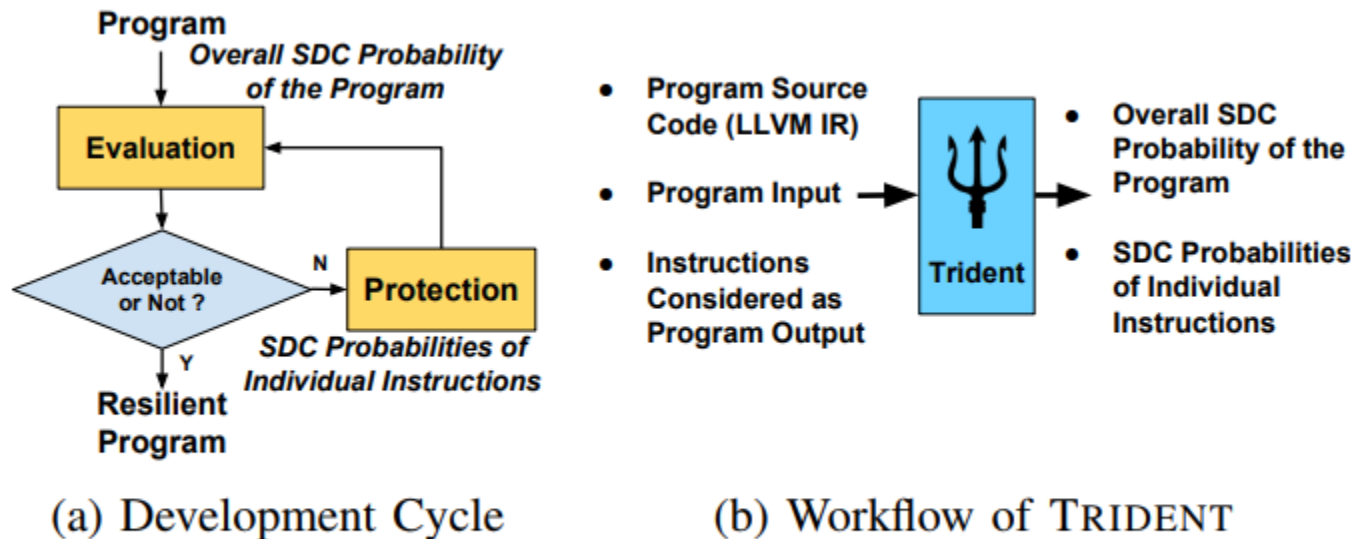 Program
Overall SDC Probability
of the Program
Evaluation
Acceptable
or Not ?
N
Protection
SDC Probabilities of
Individual Instructions
Y
Resilient
Program
(a) Development Cycle
● Program Source
Code (LLVM IR)
● Program Input
● Instructions
Considered as
Program Output
Trident
● Overall SDC
Probability of the
Program
● SDC Probabilities
of Individual
Instructions
(b) Workflow of TRIDENT